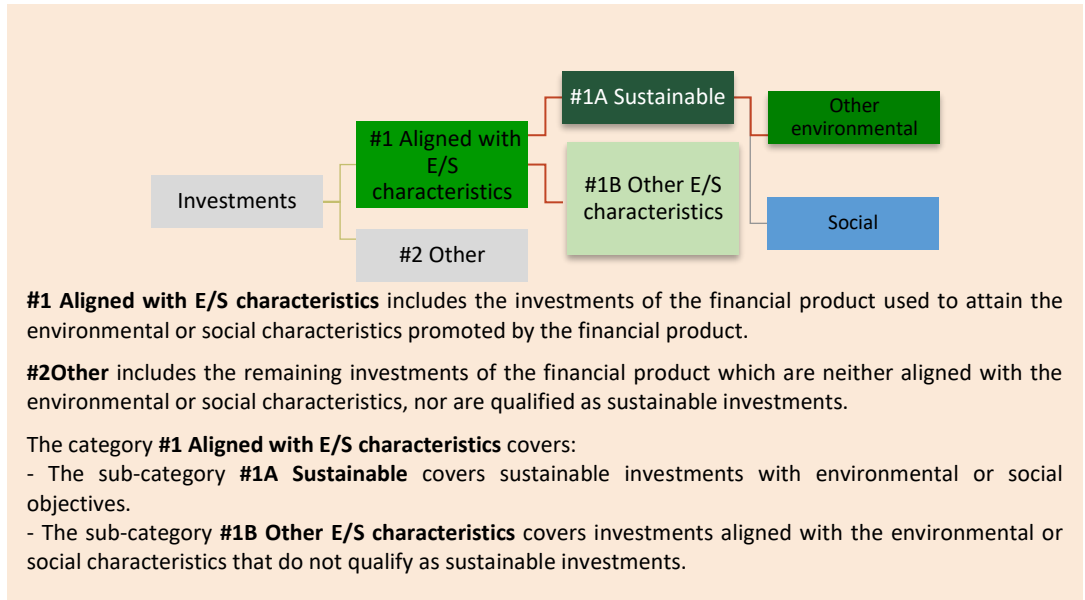 #1A Sustainable
Other
environmental
#1 Aligned with
E/S
characteristics
#1B Other E/S
characteristics
Investments
Social
#2 Other
#1 Aligned with E/S characteristics includes the investments of the financial product used to attain the
environmental or social characteristics promoted by the financial product.
#2Other includes the remaining investments of the financial product which are neither aligned with the
environmental or social characteristics, nor are qualified as sustainable investments.
The category #1 Aligned with E/S characteristics covers:
- The sub-category #1A Sustainable covers sustainable investments with environmental or social
objectives.
- The sub-category #1B Other E/S characteristics covers investments aligned with the environmental or
social characteristics that do not qualify as sustainable investments.